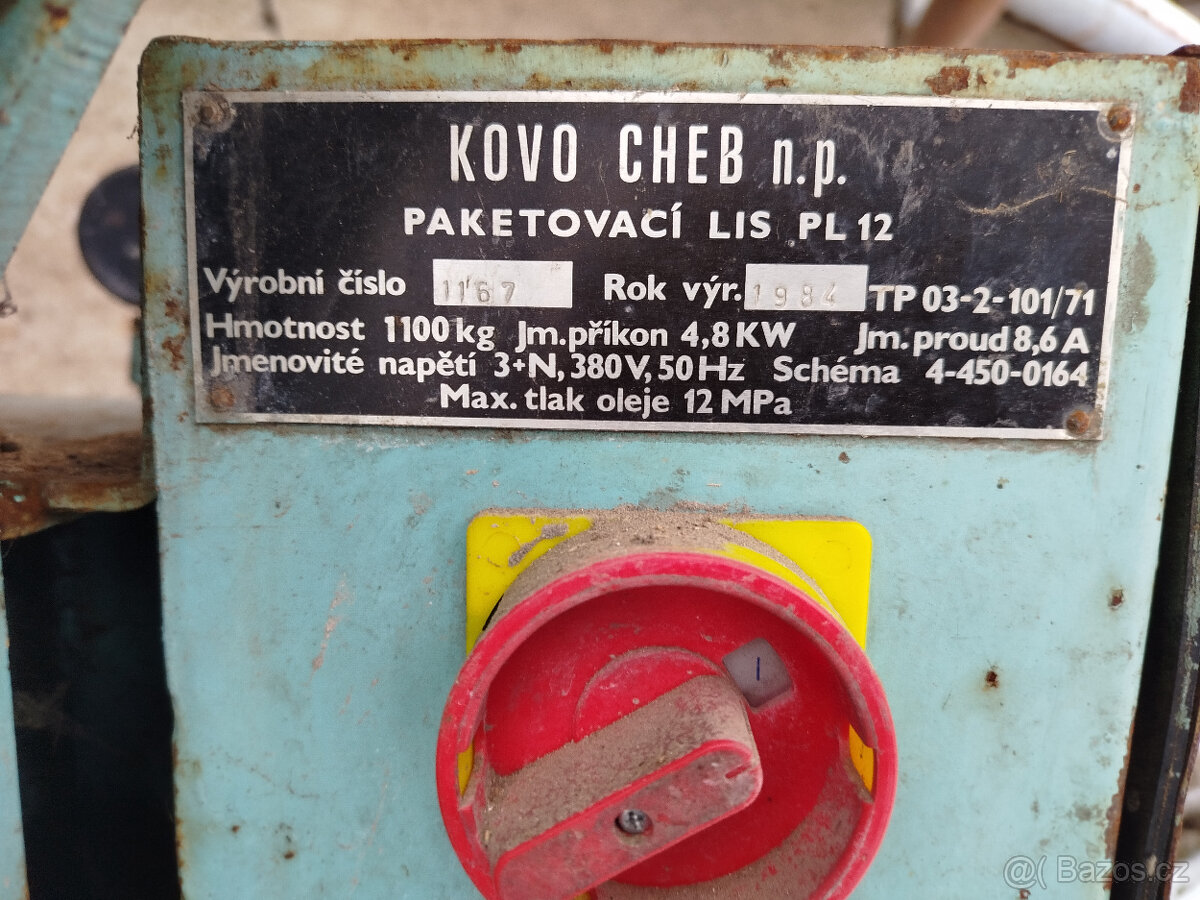 KOVO CHEB n.p.
PAKETOVACÍ LIS PL 12
Výrobní číslo 1167 Rok výr. 1984 TP 03-2-101/71
Hmotnost 1100 kg Jm.příkon 4,8 KW Jm. proud 8,6 A
Jmenovité napětí 3+N, 380 V, 50 Hz Schéma 4-450-0164
Max. tlak oleje 12 MPa
I
Bazoš.cz